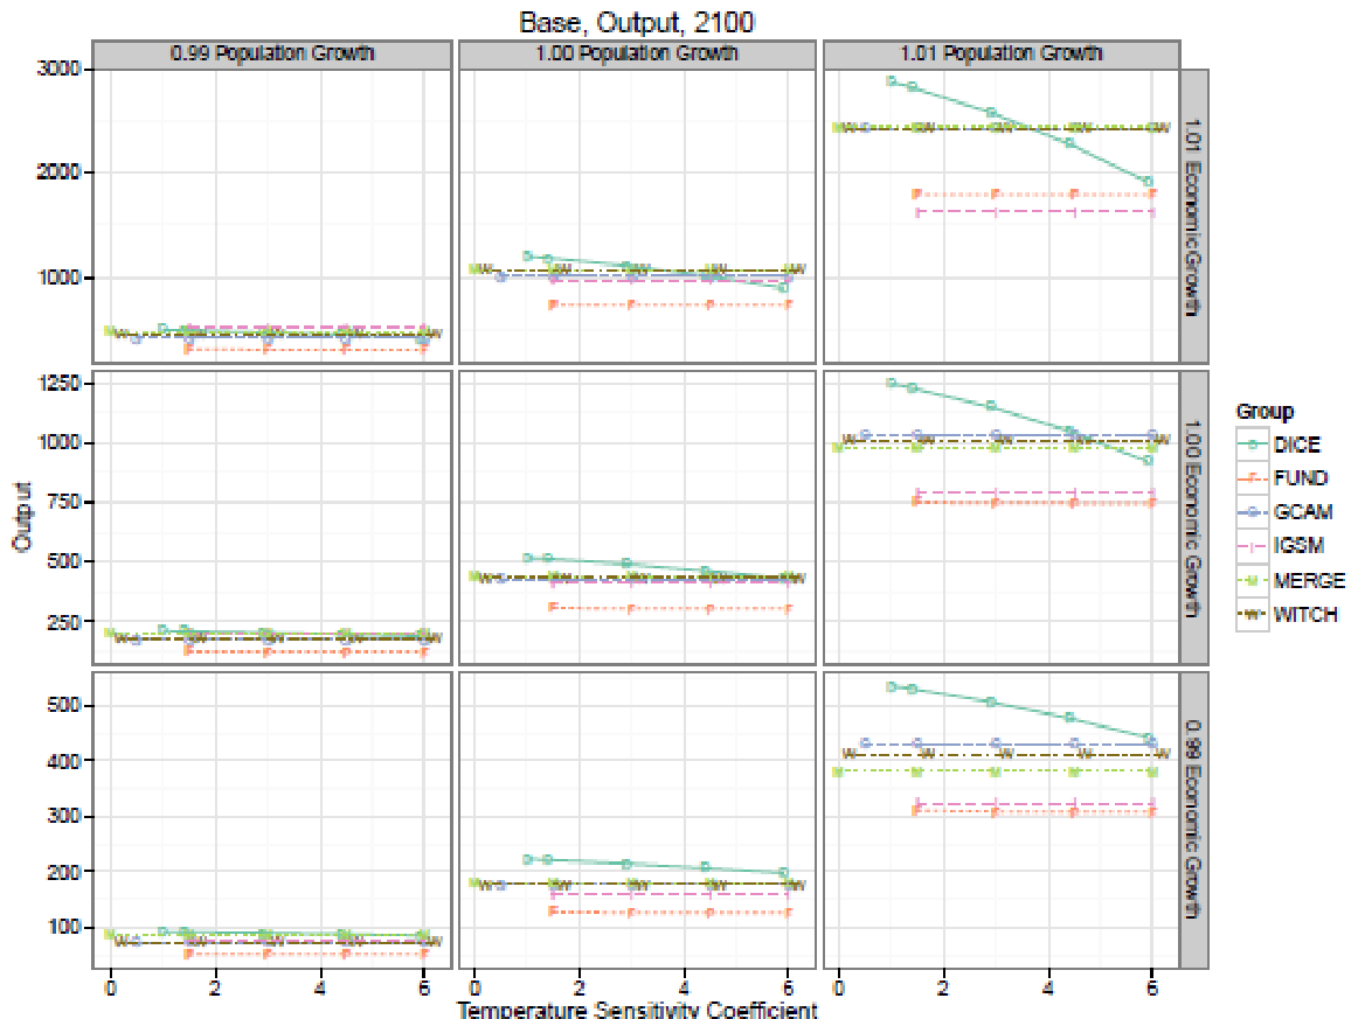 Base, Output, 2100
0.99 Population Growth
1.00 Population Growth
1.01 Population Growth
3000
2000
1000
1.01 Economic Growth
1250
1000
750
500
250
1.00 Economic Growth
500
400
300
200
100
0.99 Economic Growth
Output
0 2 4 6
0 2 4 6
0 2 4 6
Temperature Sensitivity Coefficient
Group
DICE
FUND
GCAM
IGSM
MERGE
WITCH